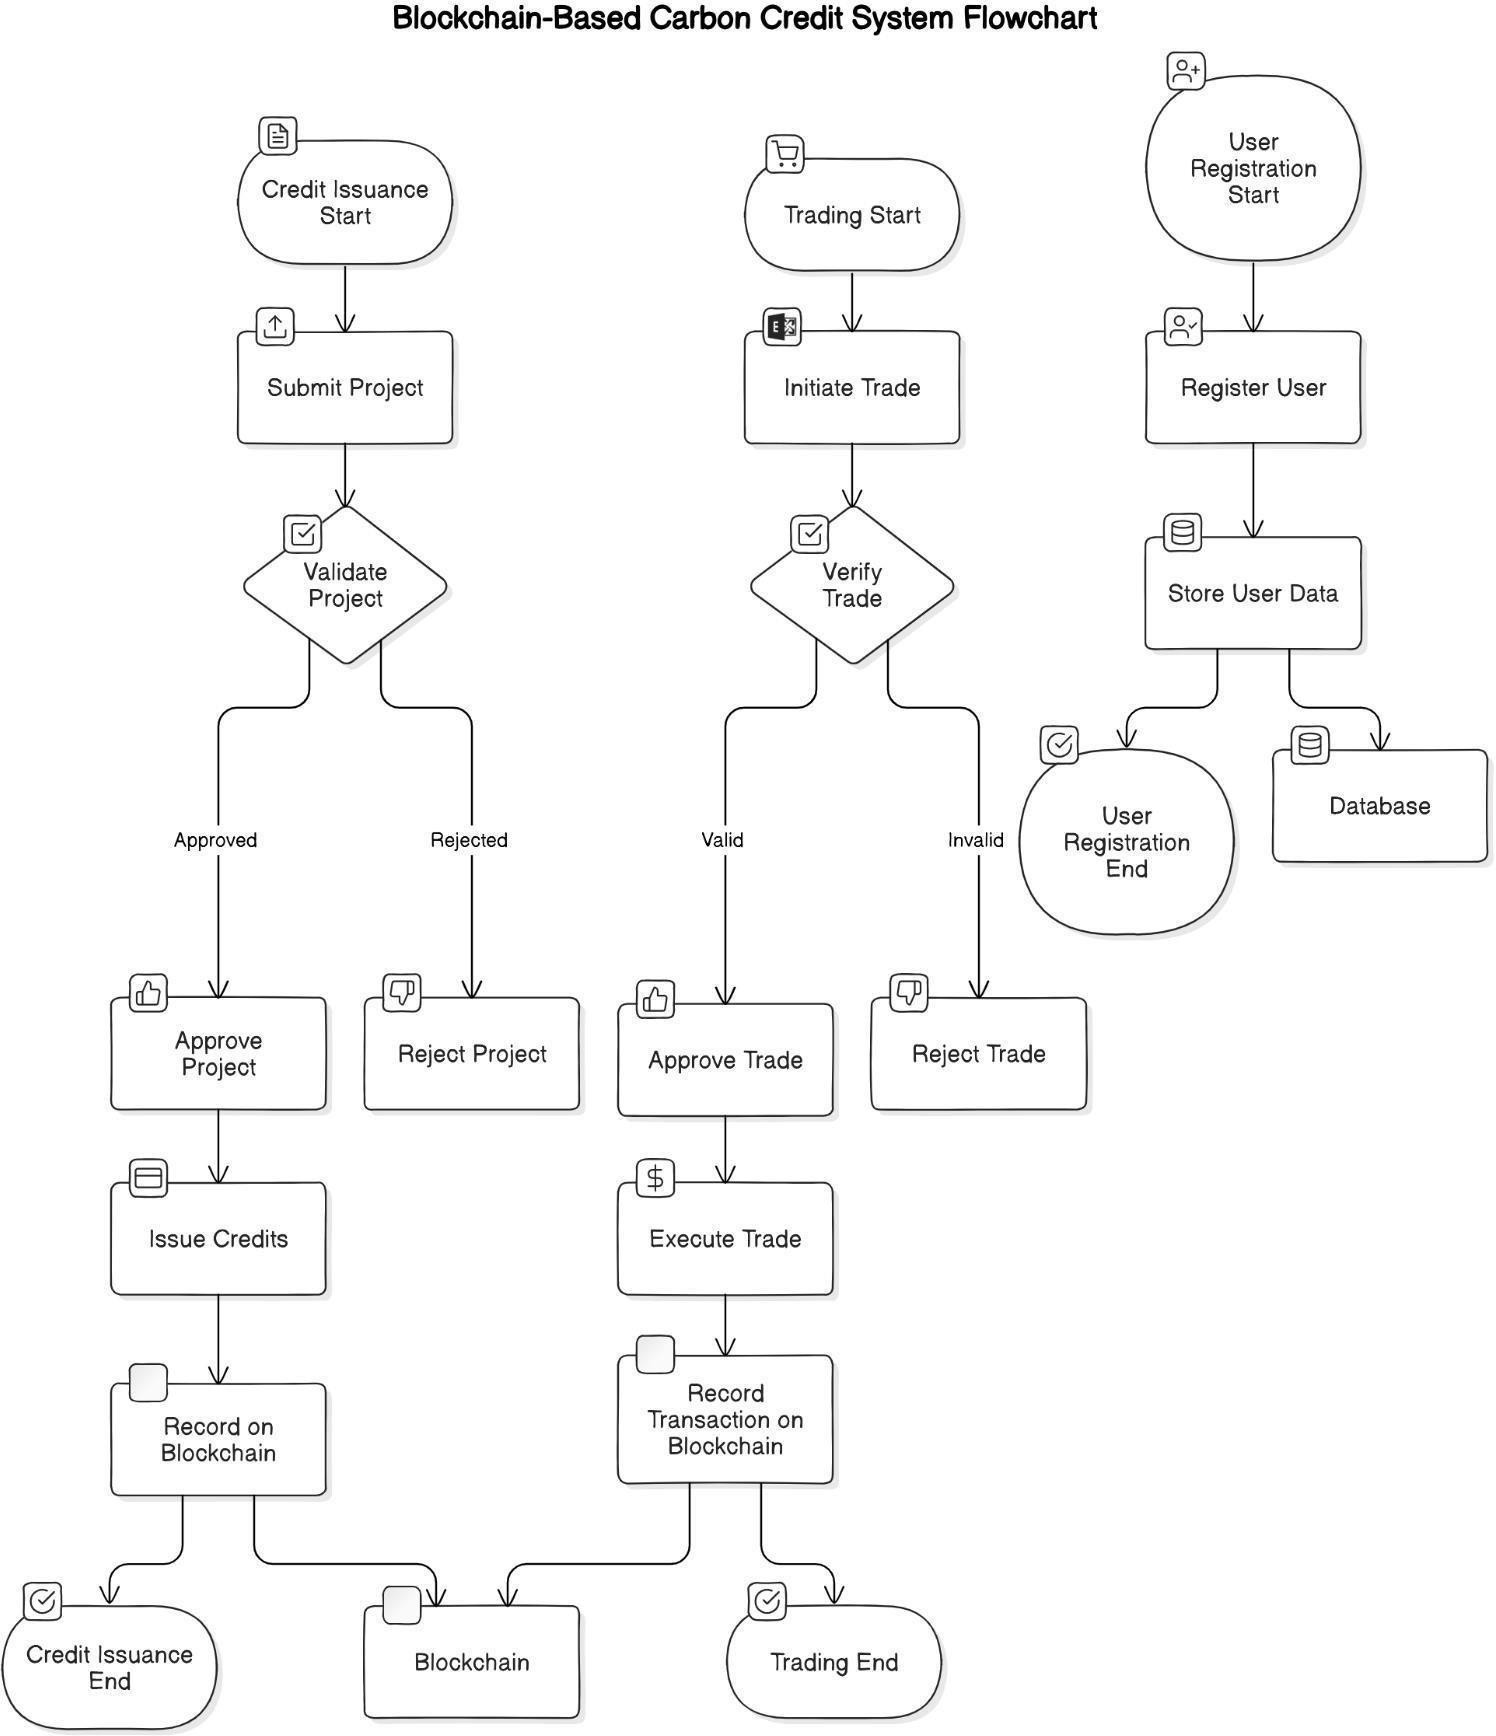 Blockchain-Based Carbon Credit System Flowchart
Credit Issuance
Start
Submit Project
Validate
Project
Approved
Rejected
Approve
Project
Reject Project
Issue Credits
Record on
Blockchain
Credit Issuance
End
Blockchain
Trading Start
E
Initiate Trade
Verify
Trade
Valid
Invalid
Approve Trade
Reject Trade
$
Execute Trade
Record
Transaction on
Blockchain
Trading End
User
Registration
Start
Register User
Store User Data
User
Registration
End
Database